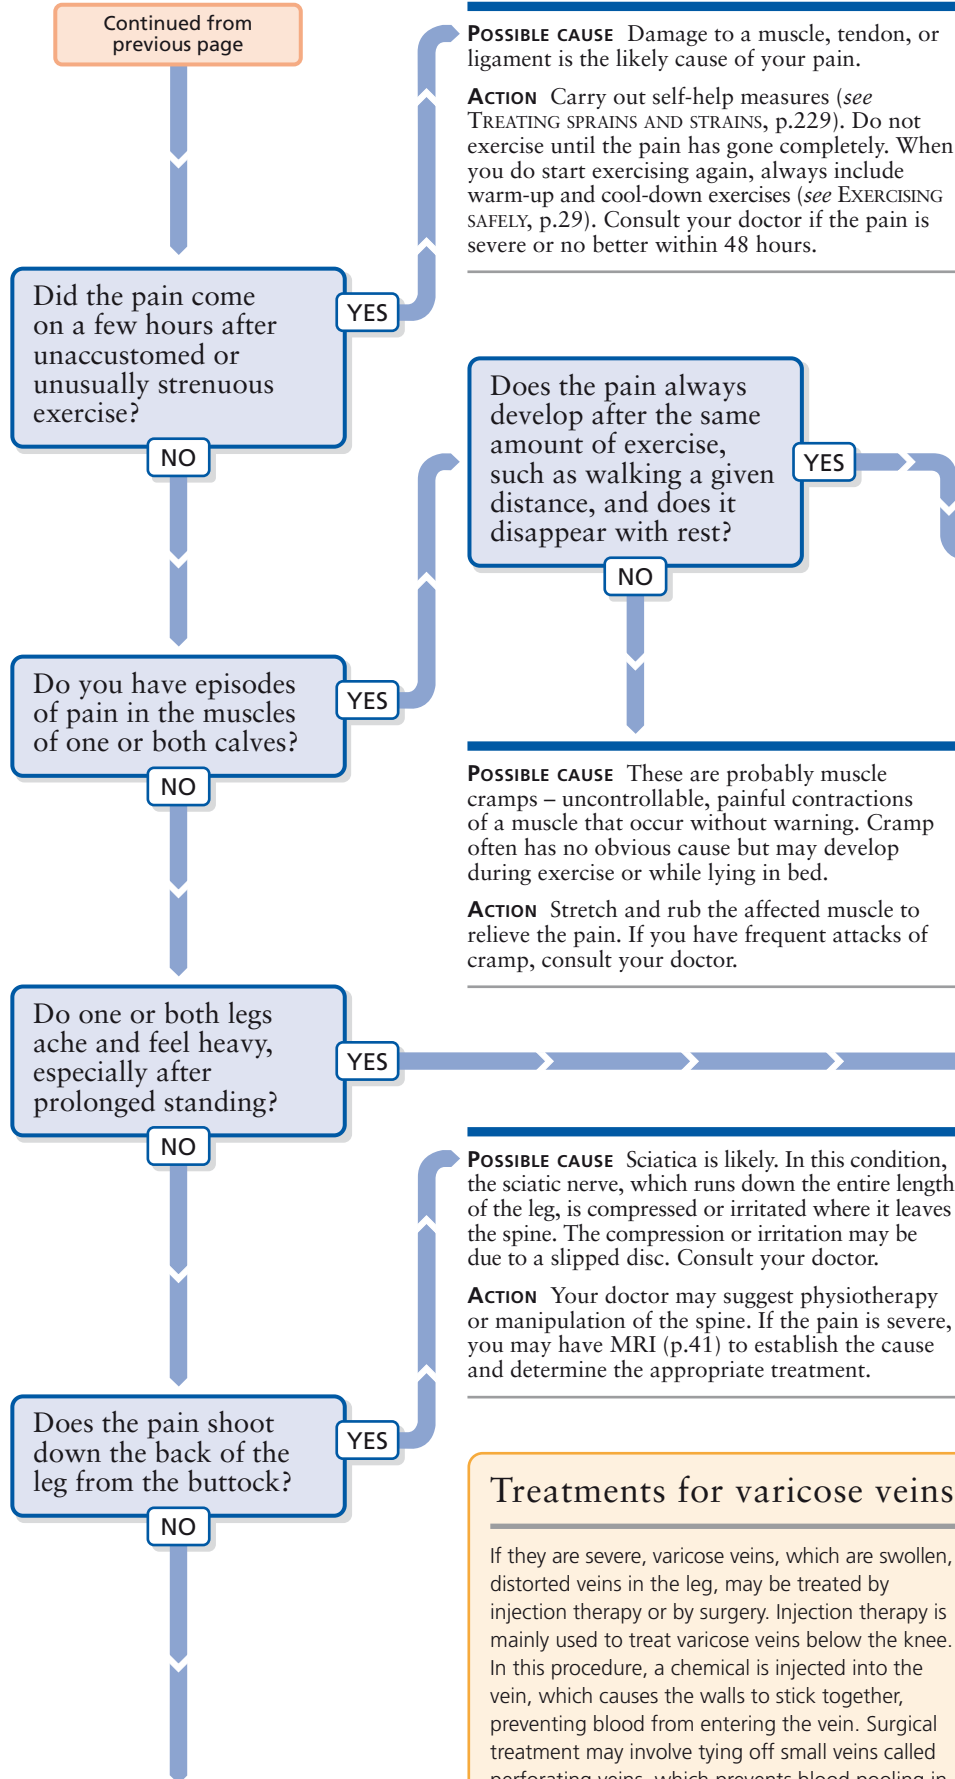 Continued from
previous page
POSSIBLE CAUSE Damage to a muscle, tendon, or
ligament is the likely cause of your pain.
ACTION Carry out self-help measures (see
TREATING SPRAINS AND STRAINS, p.229). Do not
exercise until the pain has gone completely. When
you do start exercising again, always include
warm-up and cool-down exercises (see EXERCISING
SAFELY, p.29). Consult your doctor if the pain is
severe or no better within 48 hours.
Did the pain come
on a few hours after
unaccustomed or
unusually strenuous
exercise?
YES
NO
Does the pain always
develop after the same
amount of exercise,
such as walking a given
distance, and does it
disappear with rest?
YES
NO
Do you have episodes
of pain in the muscles
of one or both calves?
YES
NO
POSSIBLE CAUSE These are probably muscle
cramps – uncontrollable, painful contractions
of a muscle that occur without warning. Cramp
often has no obvious cause but may develop
during exercise or while lying in bed.
ACTION Stretch and rub the affected muscle to
relieve the pain. If you have frequent attacks of
cramp, consult your doctor.
Do one or both legs
ache and feel heavy,
especially after
prolonged standing?
YES
NO
POSSIBLE CAUSE Sciatica is likely. In this condition,
the sciatic nerve, which runs down the entire length
of the leg, is compressed or irritated where it leaves
the spine. The compression or irritation may be
due to a slipped disc. Consult your doctor.
ACTION Your doctor may suggest physiotherapy
or manipulation of the spine. If the pain is severe,
you may have MRI (p.41) to establish the cause
and determine the appropriate treatment.
Does the pain shoot
down the back of the
leg from the buttock?
YES
NO
Treatments for varicose veins
If they are severe, varicose veins, which are swollen,
distorted veins in the leg, may be treated by
injection therapy or by surgery. Injection therapy is
mainly used to treat varicose veins below the knee.
In this procedure, a chemical is injected into the
vein, which causes the walls to stick together,
preventing blood from entering the vein. Surgical
treatment may involve tying off small veins called
perforating veins, which prevents blood pooling in